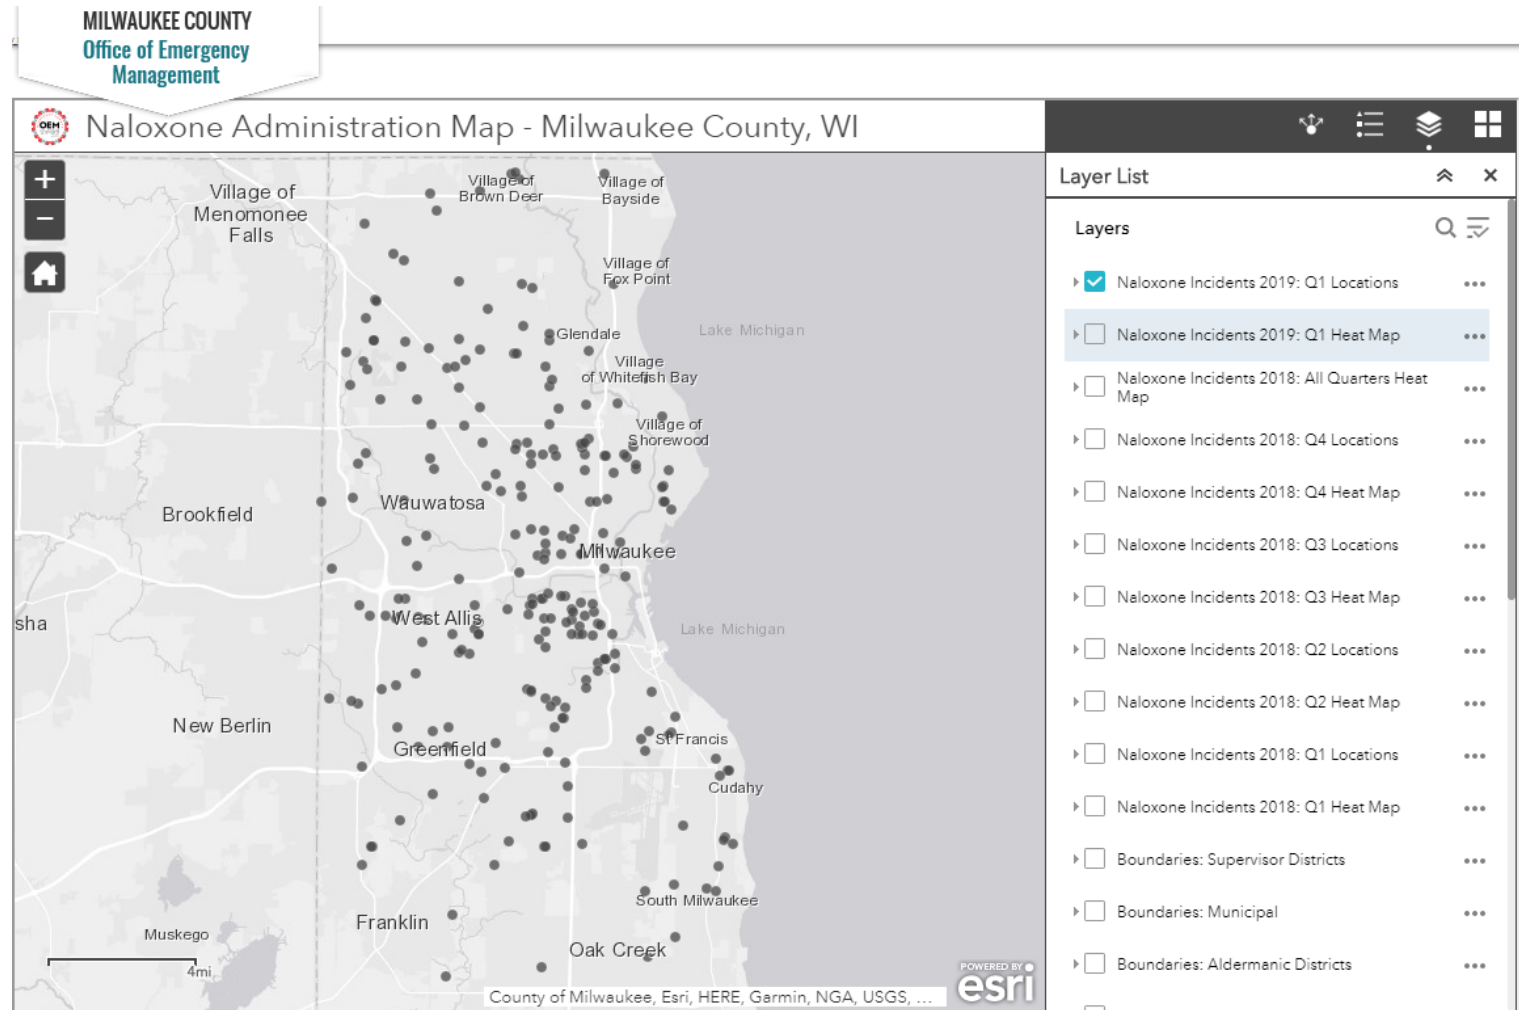 MILWAUKEE COUNTY
Office of Emergency
Management
OEM
Naloxone Administration Map - Milwaukee County, WI
+
−
Village of
Menomonee
Falls
Village of
Brown Deer
Village of
Bayside
Village of
Fox Point
Glendale
Lake Michigan
Village
of Whitefish Bay
Village of
Shorewood
Wauwatosa
Brookfield
Milwaukee
sha
West Allis
Lake Michigan
New Berlin
Greenfield
St Francis
Cudahy
South Milwaukee
Franklin
Muskego
Oak Creek
4mi
POWERED BY
esri
County of Milwaukee, Esri, HERE, Garmin, NGA, USGS, ...
Layer List
Layers
Naloxone Incidents 2019: Q1 Locations
Naloxone Incidents 2019: Q1 Heat Map
Naloxone Incidents 2018: All Quarters Heat
Map
Naloxone Incidents 2018: Q4 Locations
Naloxone Incidents 2018: Q4 Heat Map
Naloxone Incidents 2018: Q3 Locations
Naloxone Incidents 2018: Q3 Heat Map
Naloxone Incidents 2018: Q2 Locations
Naloxone Incidents 2018: Q2 Heat Map
Naloxone Incidents 2018: Q1 Locations
Naloxone Incidents 2018: Q1 Heat Map
Boundaries: Supervisor Districts
Boundaries: Municipal
Boundaries: Aldermanic Districts